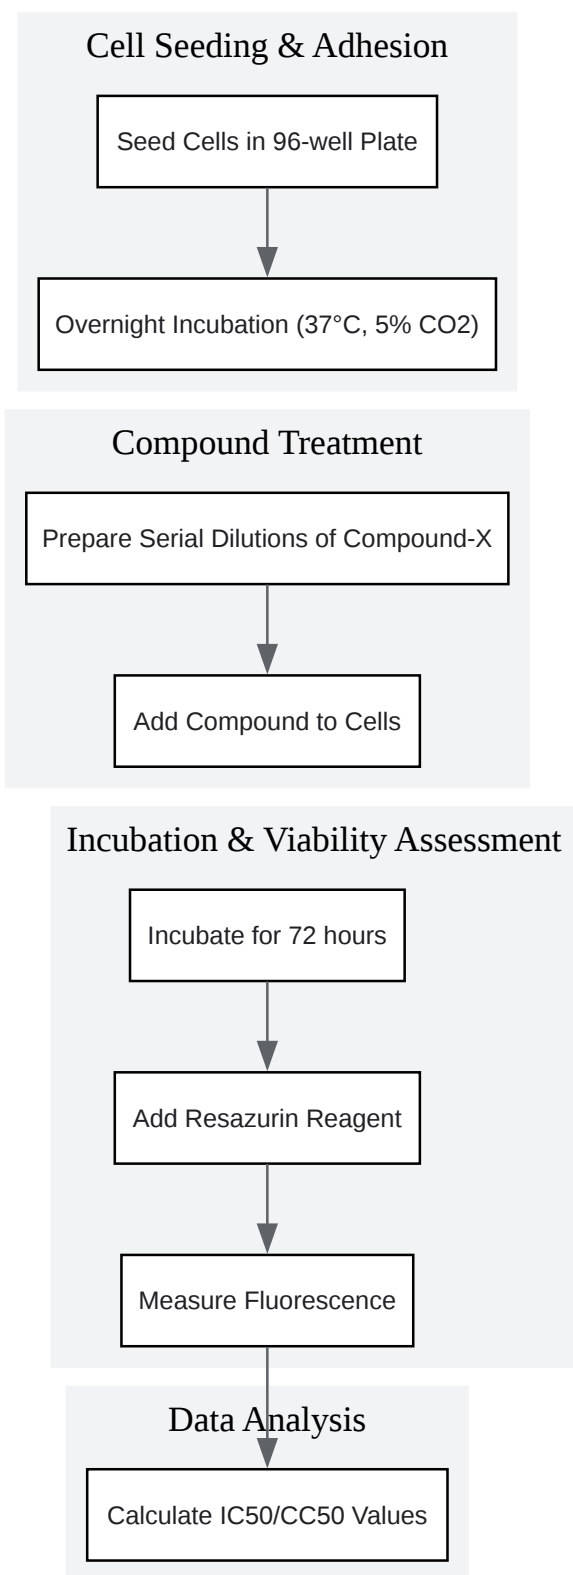 Cell Seeding & Adhesion
Seed Cells in 96-well Plate
Overnight Incubation (37°C, 5% CO2)
Compound Treatment
Prepare Serial Dilutions of Compound-X
Add Compound to Cells
Incubation & Viability Assessment
Incubate for 72 hours
Add Resazurin Reagent
Measure Fluorescence
Data Analysis
Calculate IC50/CC50 Values